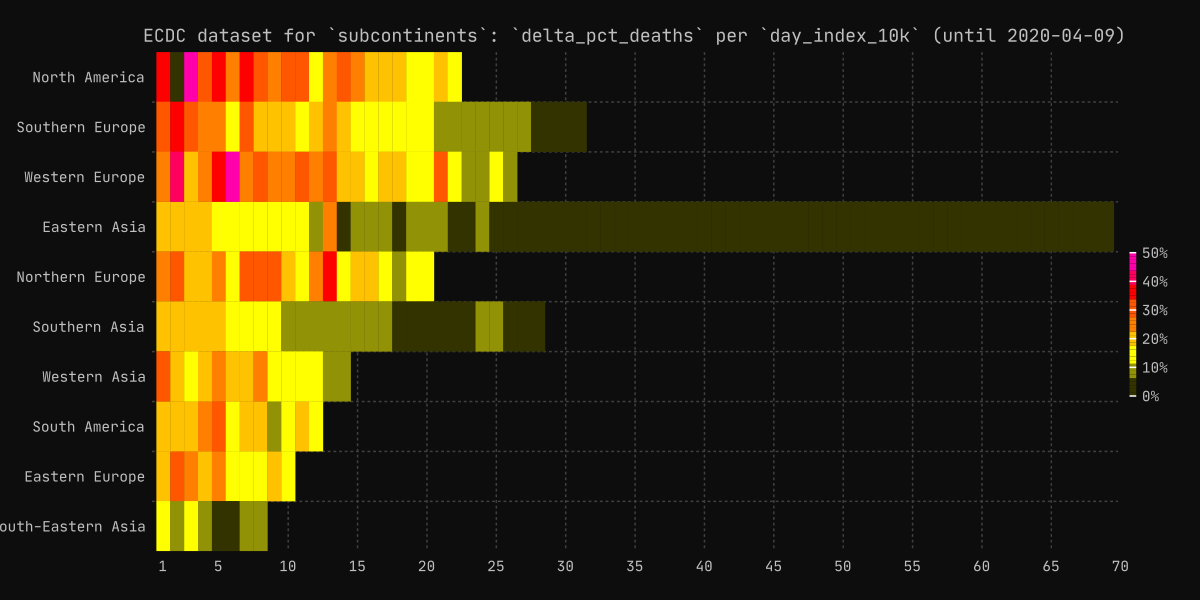 ECDC dataset for `subcontinents`: `delta_pct_deaths` per `day_index_10k` (until 2020-04-09)
North America
Southern Europe
Western Europe
Eastern Asia
Northern Europe
Southern Asia
Western Asia
South America
Eastern Europe
outh-Eastern Asia
50%
40%
30%
20%
10%
0%
1 5 10 15 20 25 30 35 40 45 50 55 60 65 70